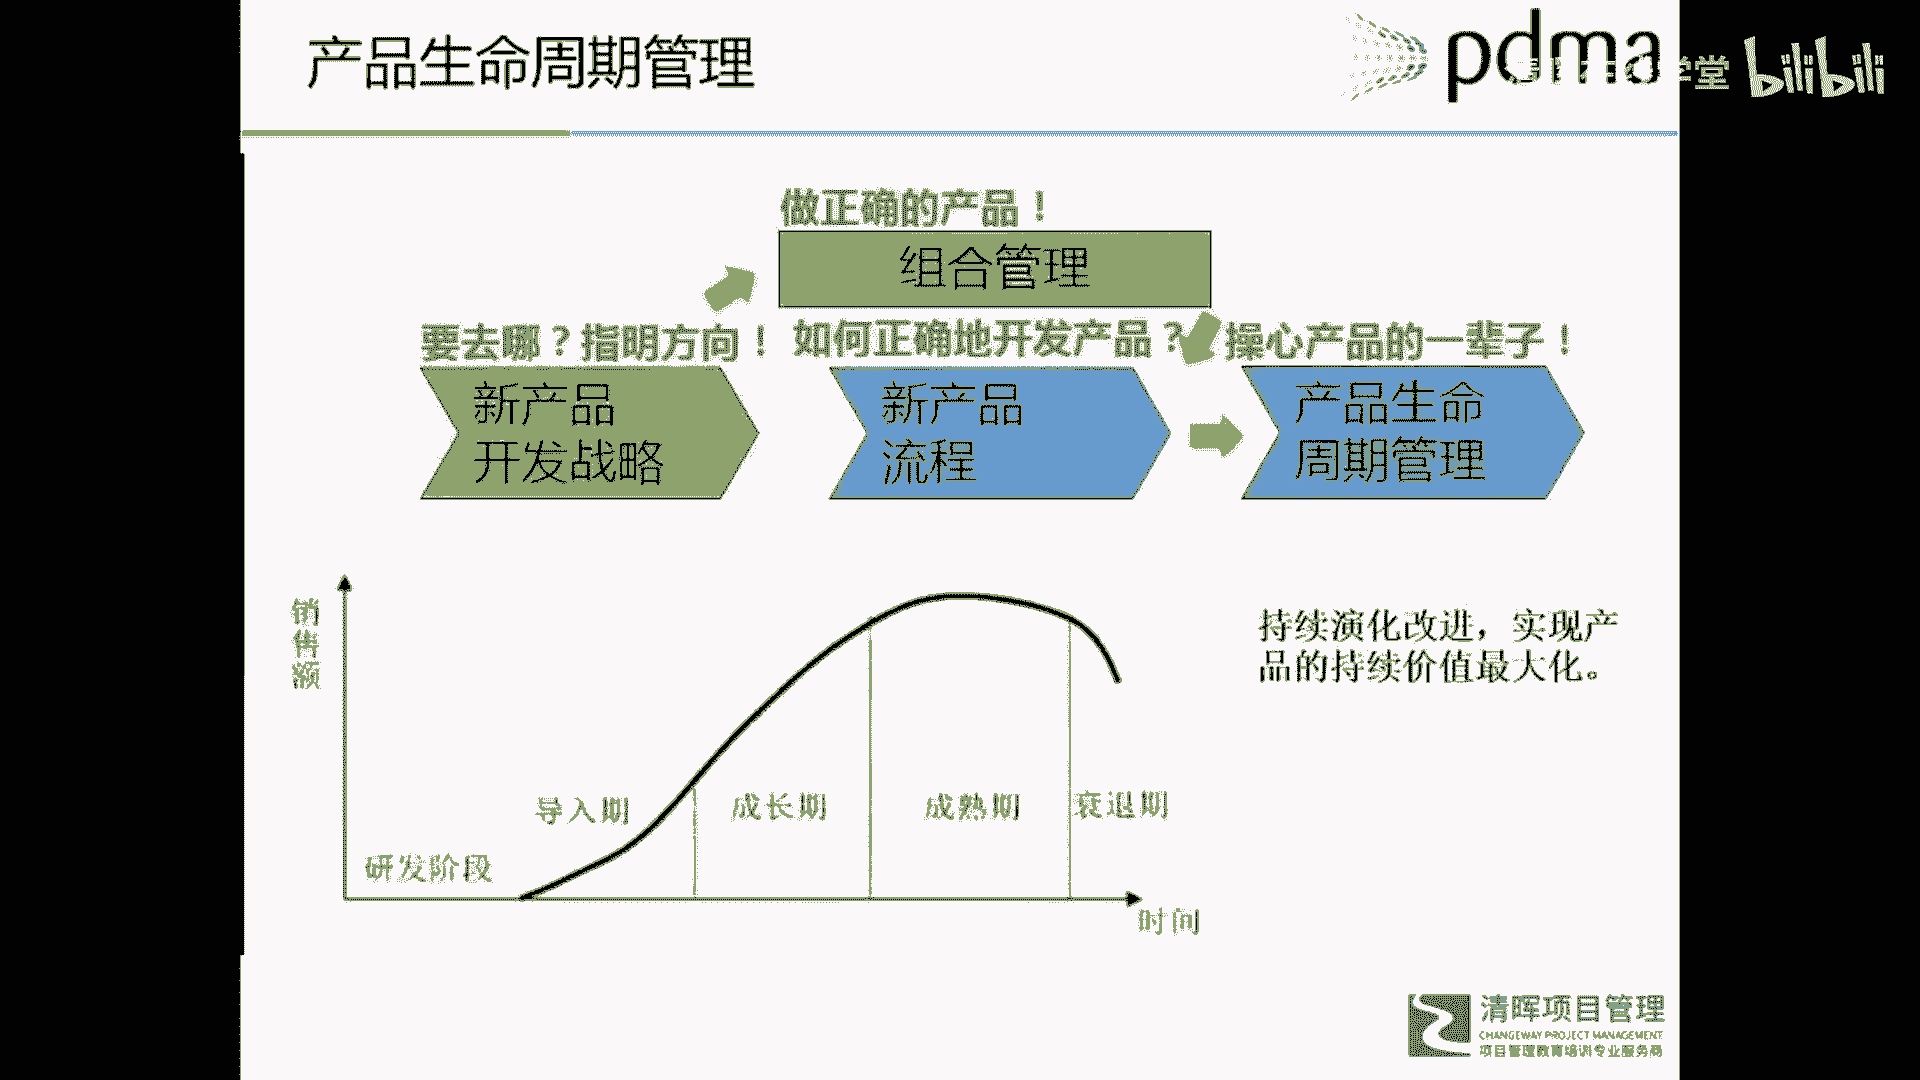 产品生命周期管理
pdma
学堂
bilibili
做正确的产品！
组合管理
要去哪？指明方向！
如何正确地开发产品？
操心产品的一辈子！
新产品
开发战略
新产品
流程
产品生命
周期管理
销售额
持续演化改进，实现产
品的持续价值最大化。
导入期
成长期
成熟期
衰退期
研发阶段
时间
清晖项目管理
CHANGEWAY PROJECT MANAGEMENT
项目管理教育培训专业服务商